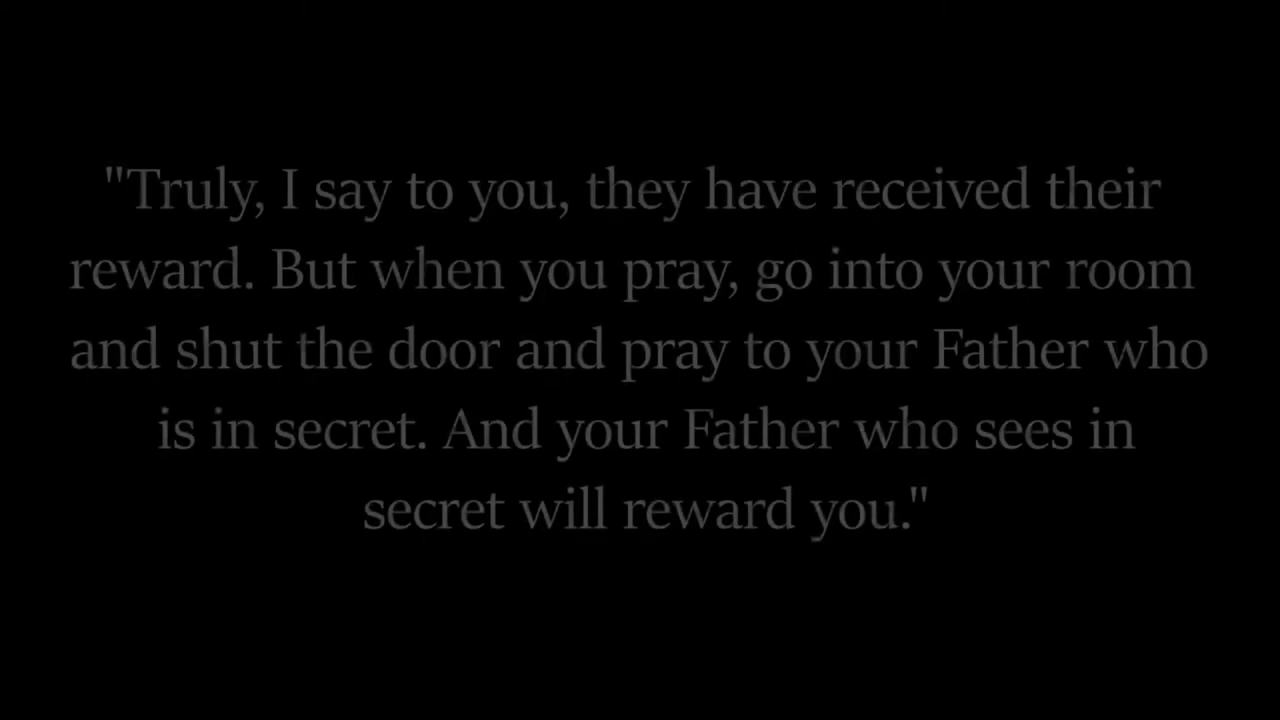 "Truly, I say to you, they have received their
reward. But when you pray, go into your room
and shut the door and pray to your Father who
is in secret. And your Father who sees in
secret will reward you."